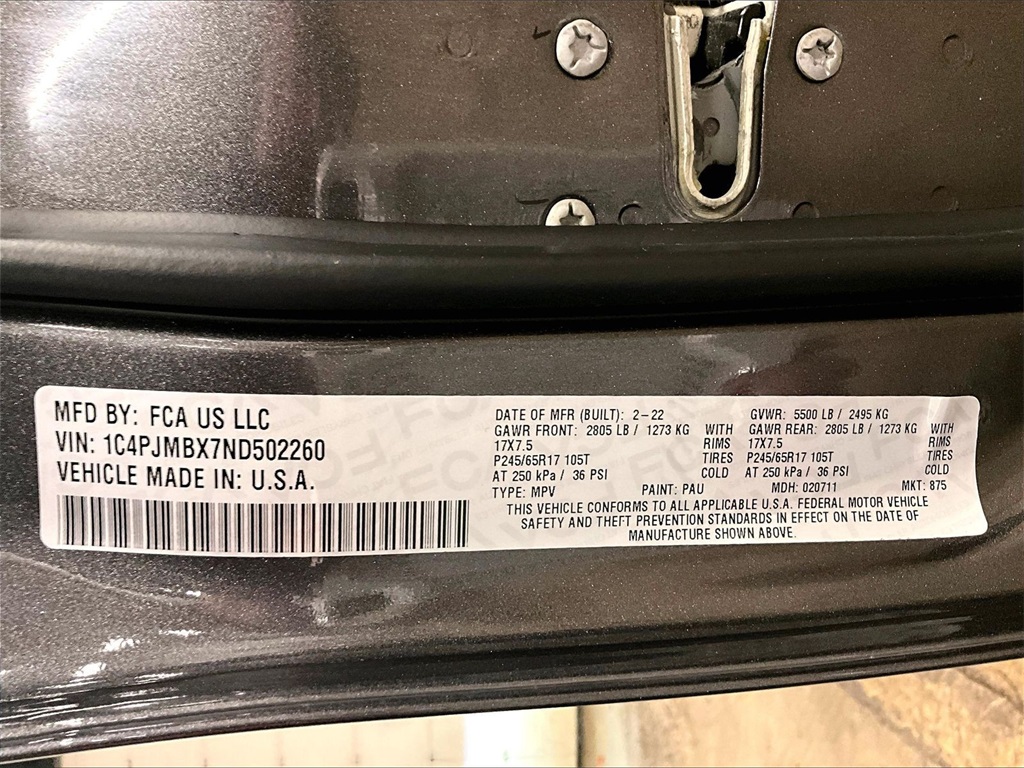 MFD BY: FCA US LLC
VIN: 1C4PJMBX7ND502260
VEHICLE MADE IN: U.S.A.
DATE OF MFR (BUILT): 2-22 GVWR: 5500 LB / 2495 KG
GAWR FRONT: 2805 LB / 1273 KG WITH GAWR REAR: 2805 LB / 1273 KG WITH
17X7.5 RIMS 17X7.5 RIMS
P245/65R17 105T TIRES P245/65R17 105T TIRES
AT 250 kPa / 36 PSI COLD AT 250 kPa / 36 PSI COLD
TYPE: MPV PAINT: PAU MDH: 020711 MKT: 875
THIS VEHICLE CONFORMS TO ALL APPLICABLE U.S.A. FEDERAL MOTOR VEHICLE
SAFETY AND THEFT PREVENTION STANDARDS IN EFFECT ON THE DATE OF
MANUFACTURE SHOWN ABOVE.